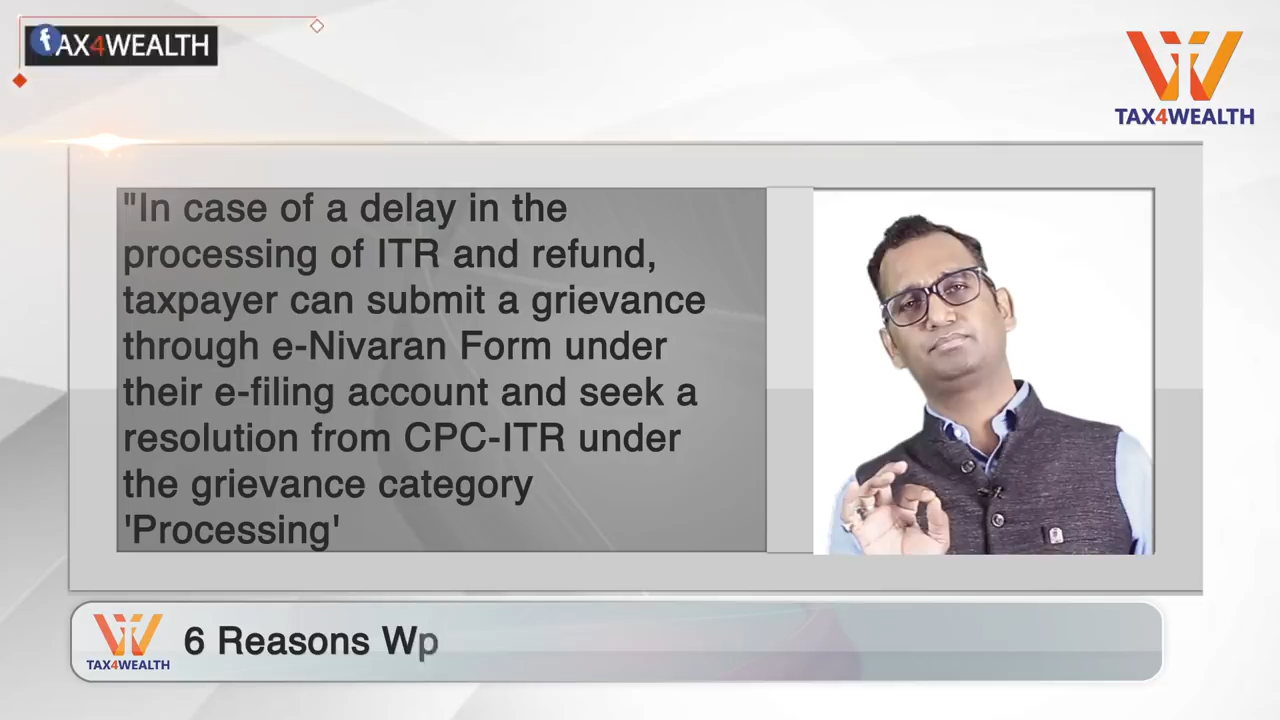 TAX4WEALTH
TAX4WEALTH
"In case of a delay in the
processing of ITR and refund,
taxpayer can submit a grievance
through e-Nivaran Form under
their e-filing account and seek a
resolution from CPC-ITR under
the grievance category
'Processing'
6 Reasons Wp
TAX4WEALTH